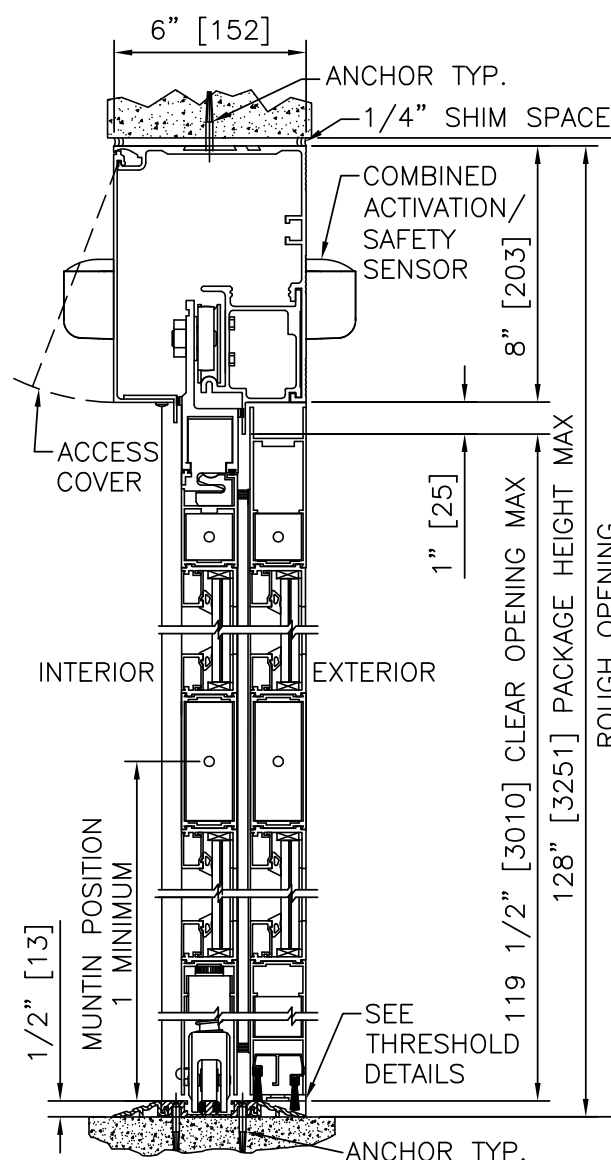 6” [152]
ANCHOR TYP.
1/4” SHIM SPACE
COMBINED
ACTIVATION/
SAFETY
SENSOR
8” [203]
ACCESS
COVER
1” [25]
INTERIOR
EXTERIOR
119 1/2” [3010] CLEAR OPENING MAX
128” [3251] PACKAGE HEIGHT MAX
ROUGH OPENING
MUNTIN POSITION
1 MINIMUM
1/2” [13]
SEE
THRESHOLD
DETAILS
ANCHOR TYP.